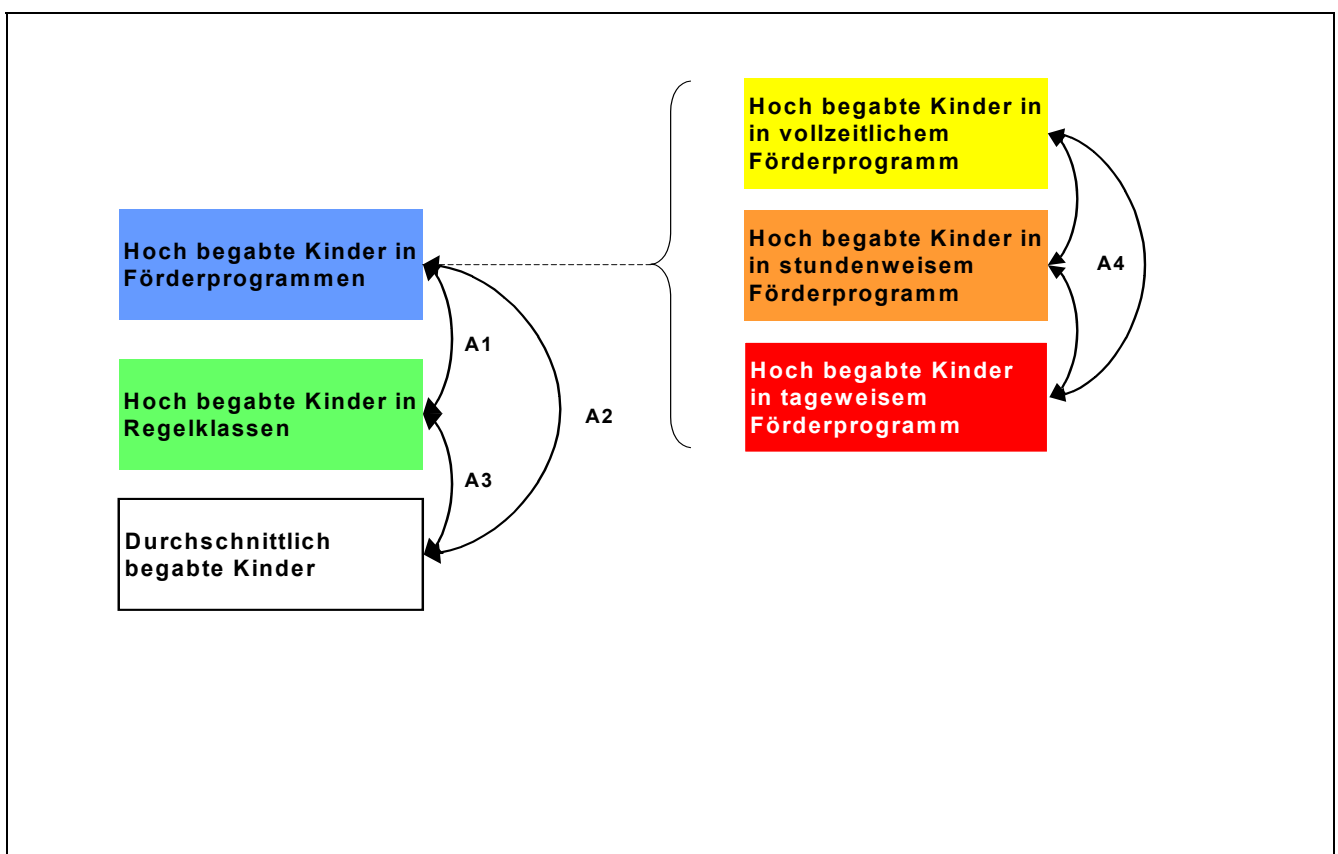 Hoch begabte Kinder in
Förderprogrammen
Hoch begabte Kinder in
Regelklassen
Durchschnittlich
begabte Kinder
A1
A2
A3
Hoch begabte Kinder in
in vollzeitlichem
Förderprogramm
Hoch begabte Kinder in
in stundenweisem
Förderprogramm
Hoch begabte Kinder
in tageweisem
Förderprogramm
A4